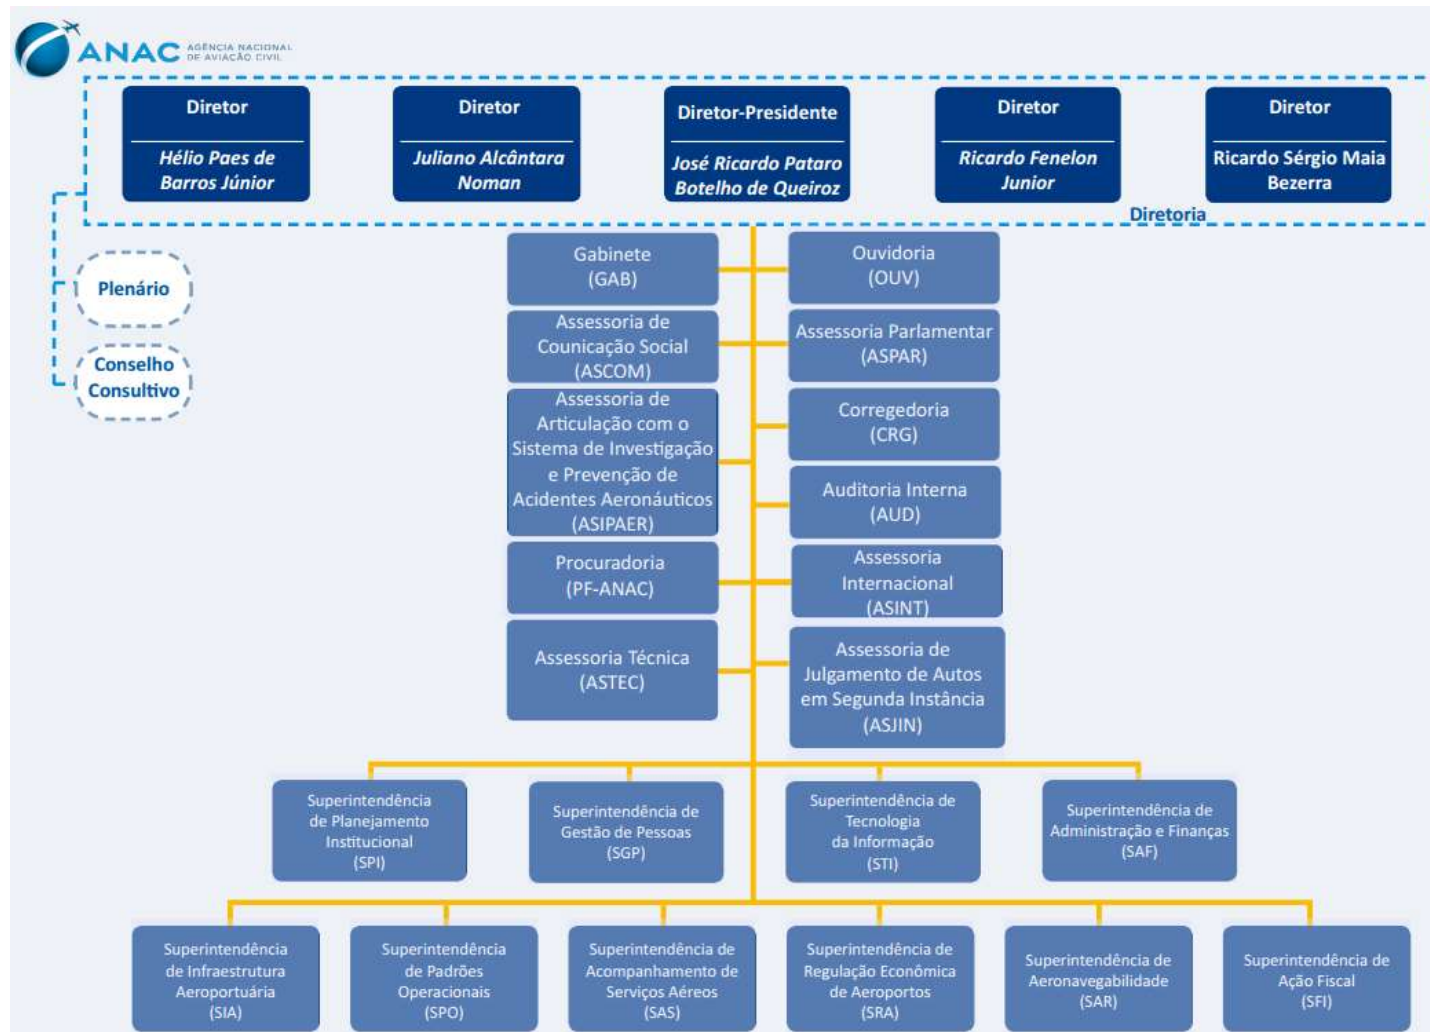 ANAC AGÊNCIA NACIONAL
DE AVIAÇÃO CIVIL
Diretor
Hélio Paes de
Barros Júnior
Diretor
Juliano Alcântara
Noman
Diretor-Presidente
José Ricardo Pataro
Botelho de Queiroz
Diretor
Ricardo Fenelon
Junior
Diretor
Ricardo Sérgio Maia
Bezerra
Diretoria
Plenário
Conselho
Consultivo
Gabinete
(GAB)
Ouvidoria
(OUV)
Assessoria de
Counicação Social
(ASCOM)
Assessoria Parlamentar
(ASPAR)
Assessoria de
Articulação com o
Sistema de Investigação
e Prevenção de
Acidentes Aeronáuticos
(ASIPAER)
Corregedoria
(CRG)
Auditoria Interna
(AUD)
Procuradoria
(PF-ANAC)
Assessoria
Internacional
(ASINT)
Assessoria Técnica
(ASTEC)
Assessoria de
Julgamento de Autos
em Segunda Instância
(ASJIN)
Superintendência
de Planejamento
Institucional
(SPI)
Superintendência de
Gestão de Pessoas
(SGP)
Superintendência de
Tecnologia
da Informação
(STI)
Superintendência de
Administração e Finanças
(SAF)
Superintendência
de Infraestrutura
Aeroportuária
(SIA)
Superintendência
de Padrões
Operacionais
(SPO)
Superintendência de
Acompanhamento de
Serviços Aéreos
(SAS)
Superintendência de
Regulação Econômica
de Aeroportos
(SRA)
Superintendência de
Aeronavegabilidade
(SAR)
Superintendência de
Ação Fiscal
(SFI)